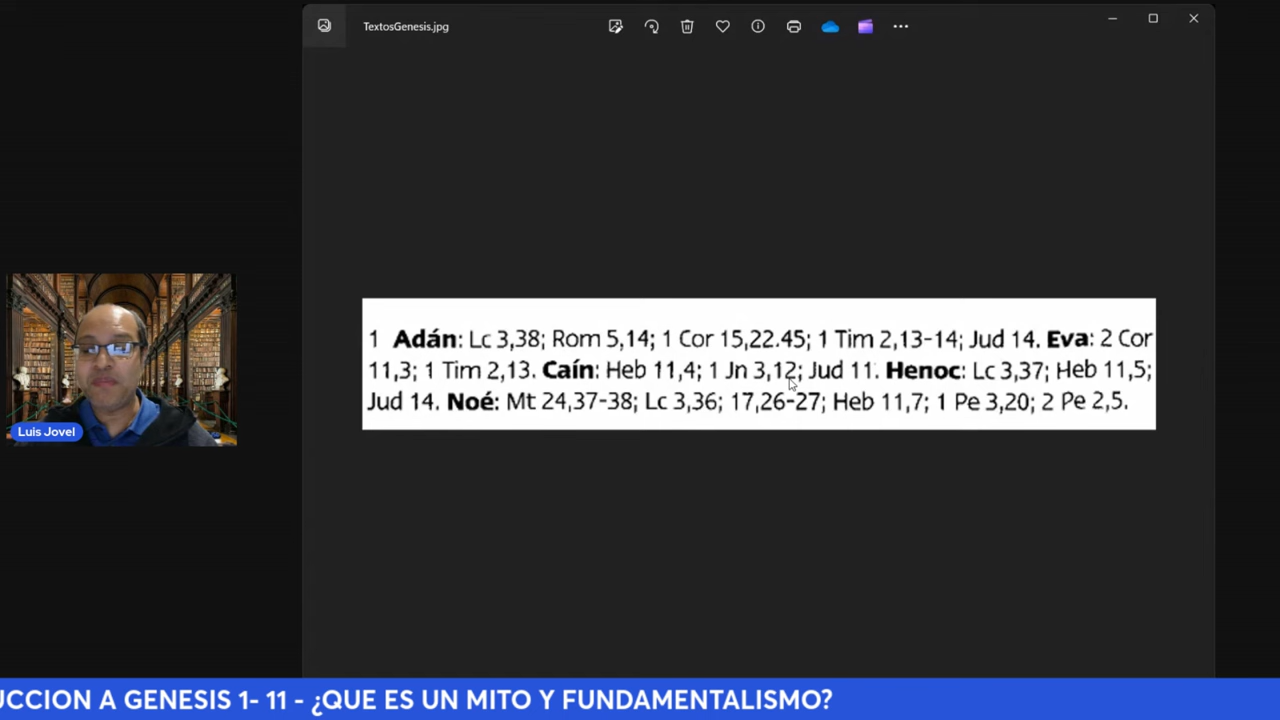 TextosGenesis.jpg
1 Adán: Lc 3,38; Rom 5,14; 1 Cor 15,22.45; 1 Tim 2,13-14; Jud 14. Eva: 2 Cor
11,3; 1 Tim 2,13. Caín: Heb 11,4; 1 Jn 3,12; Jud 11. Henoc: Lc 3,37; Heb 11,5;
Jud 14. Noé: Mt 24,37-38; Lc 3,36; 17,26-27; Heb 11,7; 1 Pe 3,20; 2 Pe 2,5.
Luis Jovel
UCCION A GENESIS 1- 11 - ¿QUE ES UN MITO Y FUNDAMENTALISMO?